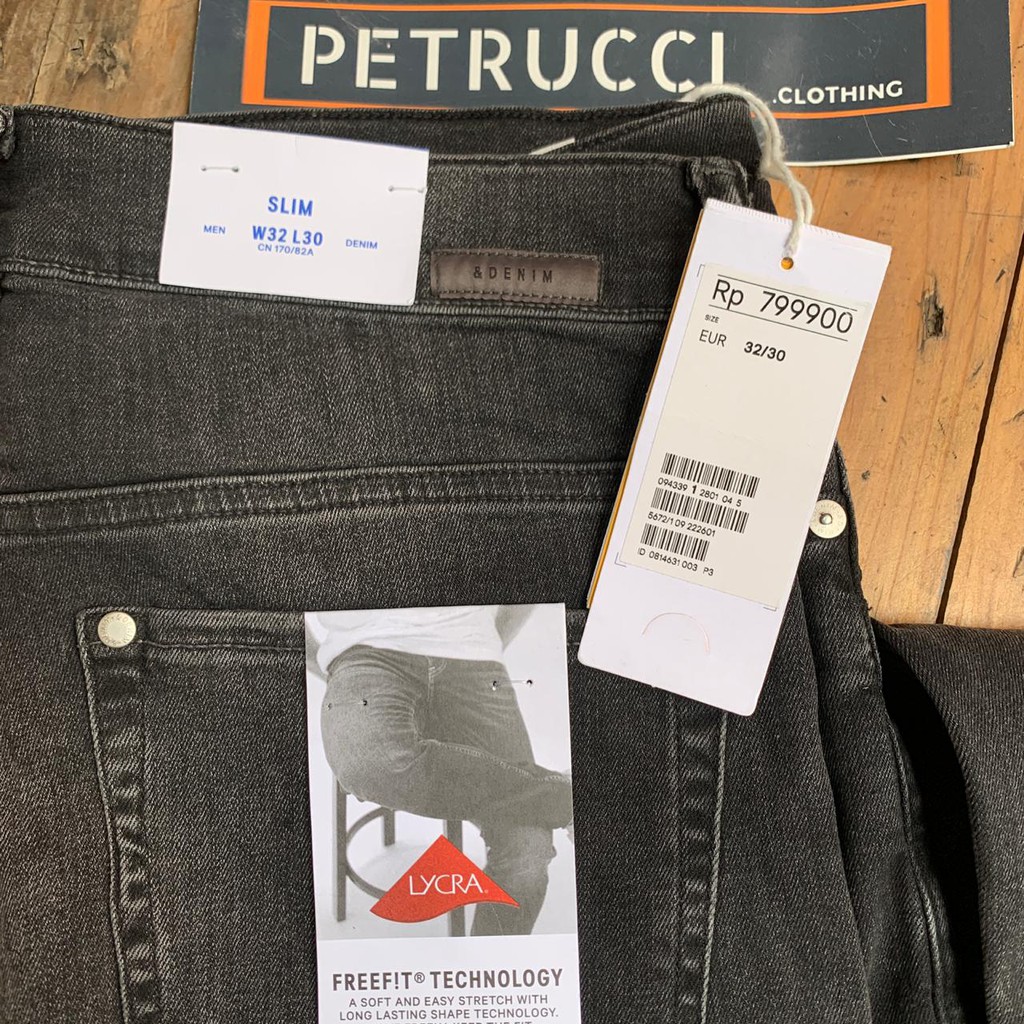 PETRUCCI
.CLOTHING
SLIM
MEN
W32 L30
DENIM
CN 170/82A
&DENIM
Rp 799900
SIZE
EUR 32/30
094339 1 2801 04 5
5672/1 09 222601
ID 0814631 003 P3
LYCRA®
FREEF!T® TECHNOLOGY
A SOFT AND EASY STRETCH WITH
LONG LASTING SHAPE TECHNOLOGY.